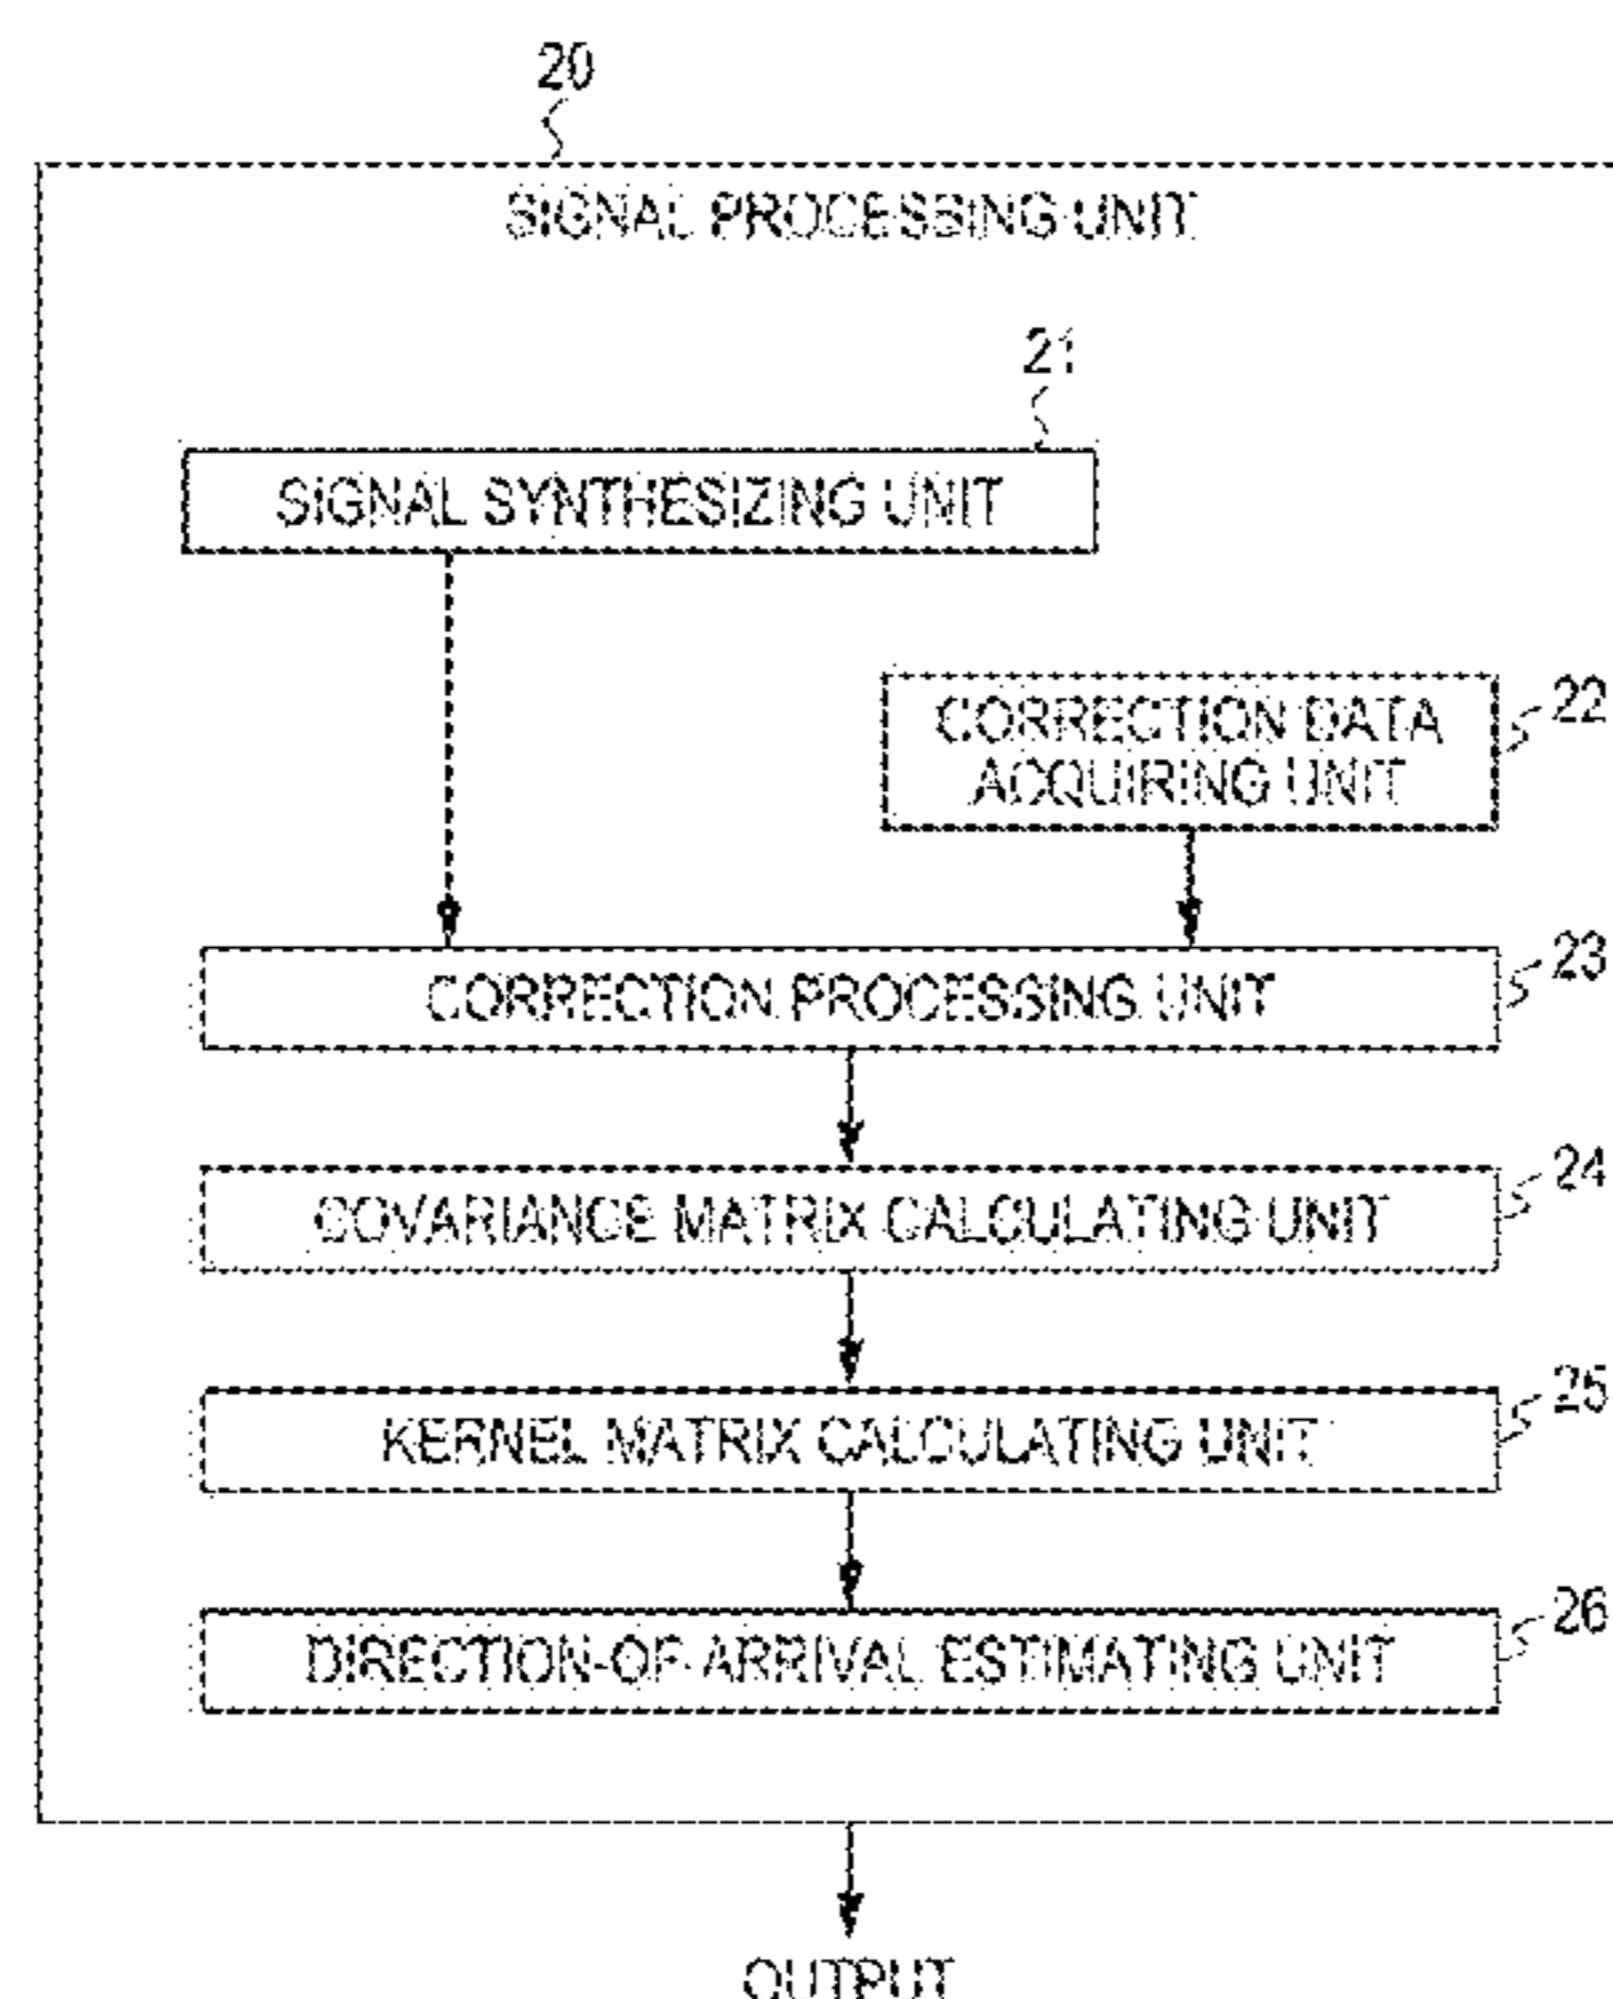 20
SIGNAL PROCESSING UNIT
21
SIGNAL SYNTHESIZING UNIT
CORRECTION DATA
ACQUIRING UNIT
22
CORRECTION PROCESSING UNIT
23
COVARIANCE MATRIX CALCULATING UNIT
24
KERNEL MATRIX CALCULATING UNIT
25
DIRECTION-OF-ARRIVAL ESTIMATING UNIT
26
OUTPUT